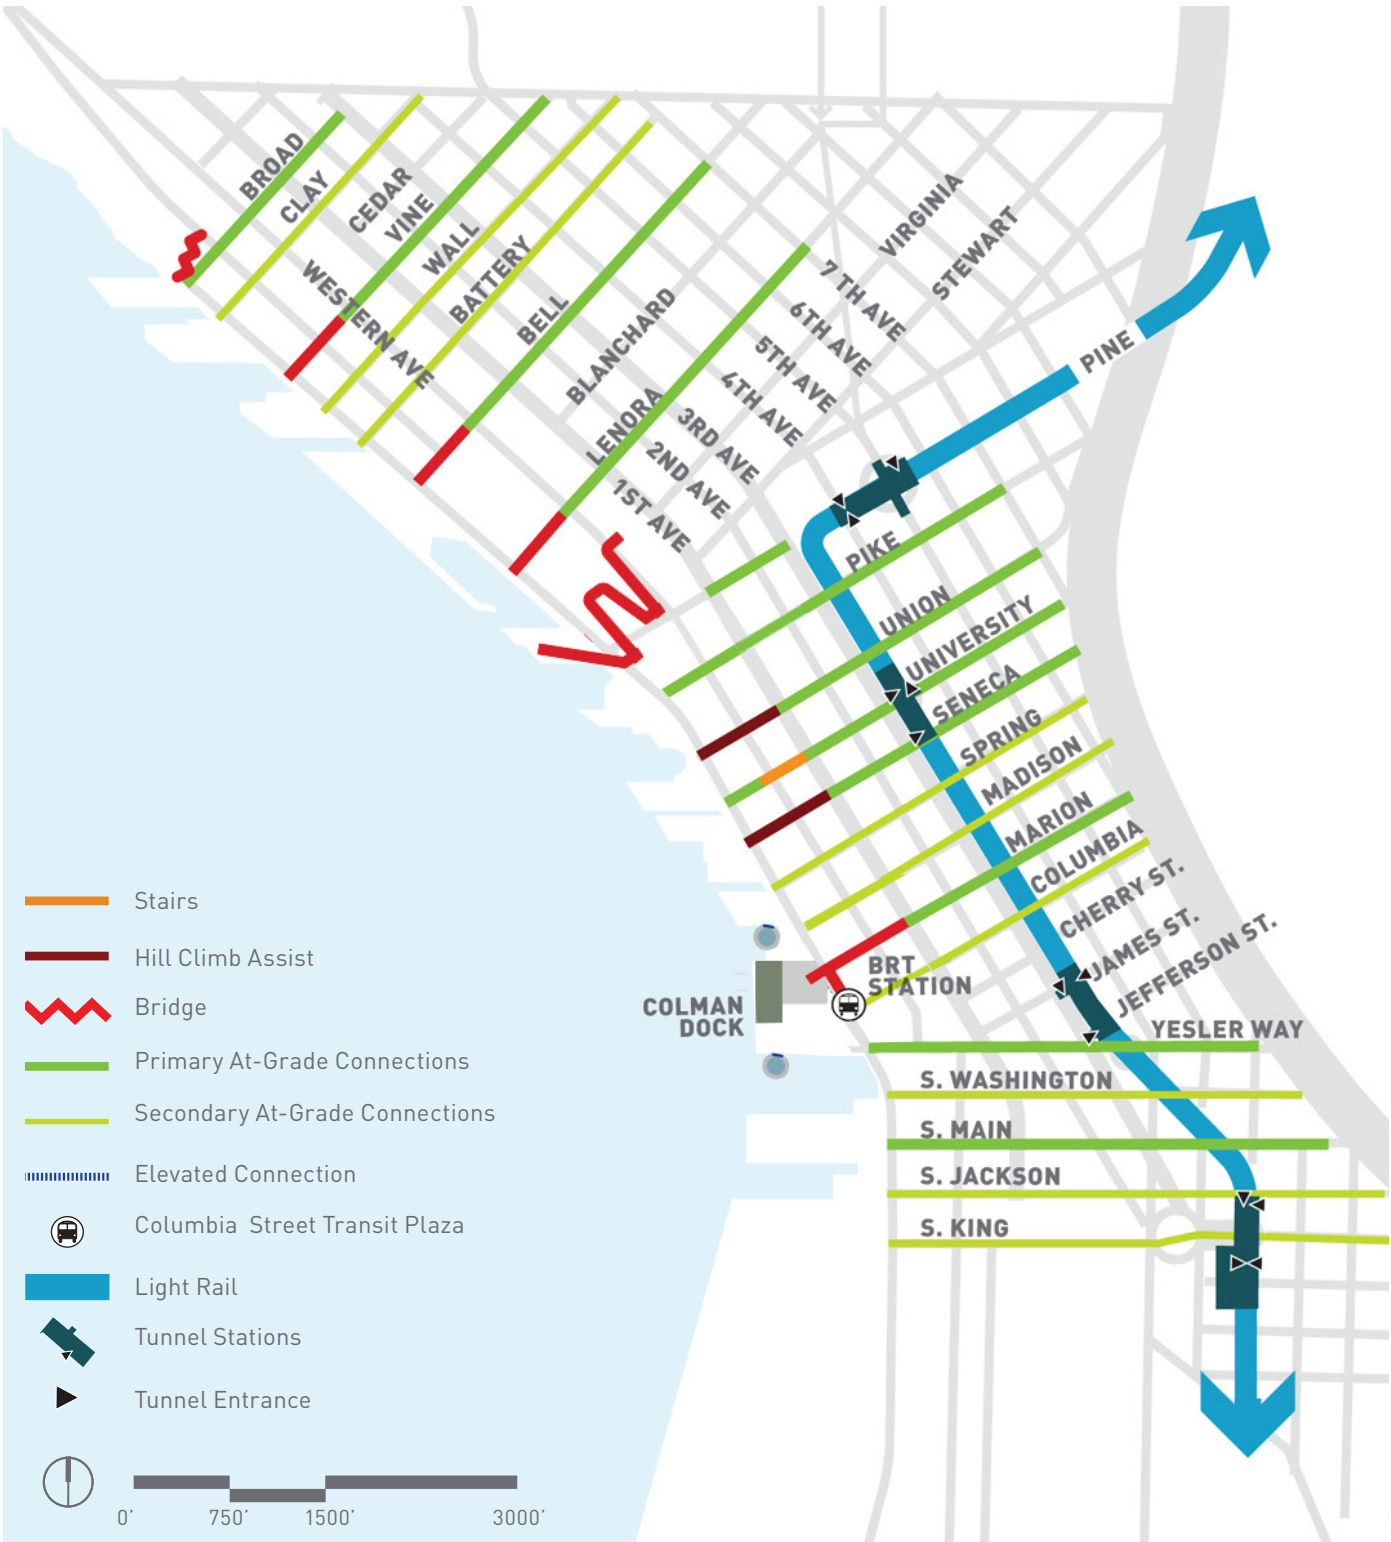 BROAD
CLAY
CEDAR
VINE
WALL
BATTERY
WESTERN AVE
BELL
BLANCHARD
LENORA
VIRGINIA
STEWART
7 TH AVE
6TH AVE
5TH AVE
4TH AVE
3RD AVE
2ND AVE
1ST AVE
PINE
PIKE
UNION
UNIVERSITY
SENECA
SPRING
MADISON
MARION
COLUMBIA
CHERRY ST.
JAMES ST.
JEFFERSON ST.
BRT
STATION
COLMAN
DOCK
YESLER WAY
S. WASHINGTON
S. MAIN
S. JACKSON
S. KING
Stairs
Hill Climb Assist
Bridge
Primary At-Grade Connections
Secondary At-Grade Connections
Elevated Connection
Columbia  Street Transit Plaza
Light Rail
Tunnel Stations
Tunnel Entrance
0' 750' 1500' 3000'